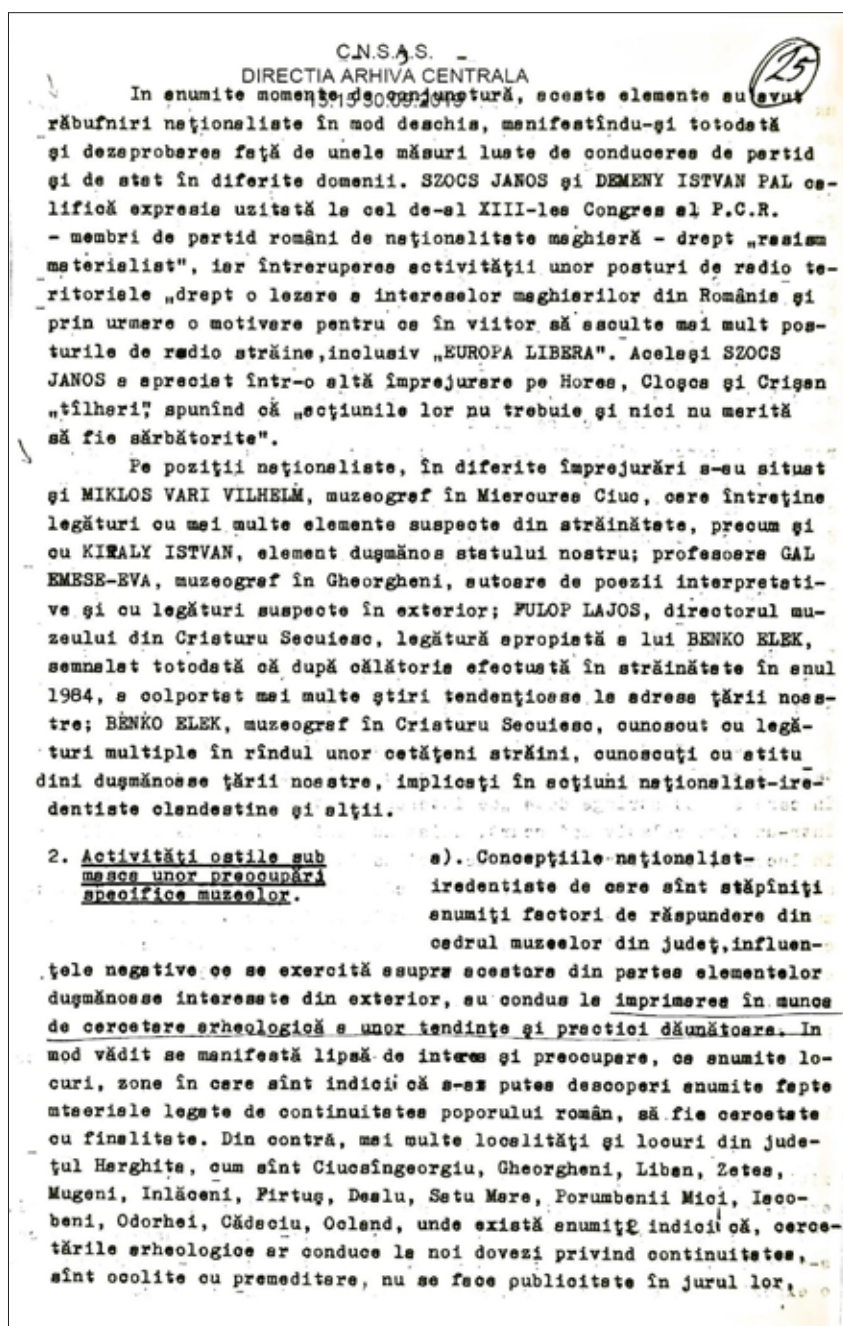 C.N.S.A.S.
DIRECTIA ARHIVA CENTRALA
25
In anumite momente de conjunctură, aceste elemente au avut
răbufniri naţionaliste în mod deschis, manifestîndu-şi totodată
şi dezaprobarea faţă de unele măsuri luate de conducerea de partid
şi de stat în diferite domenii. SZOCS JANOS şi DEMENY ISTVAN PAL ca-
lifică expresia uzitată la cel de-al XIII-lea Congres al P.C.R.
- membri de partid români de naţionalitate maghiară - drept „rasism
materialist", iar întreruperea activităţii unor posturi de radio te-
ritoriale „drept o lezare a intereselor maghiarilor din România şi
prin urmare o motivare pentru ca în viitor să asculte mai mult pos-
turile de radio străine,inclusiv „EUROPA LIBERA". Acelaşi SZOCS
JANOS a apreciat într-o altă împrejurare pe Horea, Cloşca şi Crişan
„tîlhari", spunînd că „acţiunile lor nu trebuie şi nici nu merită
să fie sărbătorite".
Pe poziţii naţionaliste, în diferite împrejurări s-au situat
şi MIKLOS VARI VILHELM, muzeograf în Miercurea Ciuc, care întreţine
legături cu mai multe elemente suspecte din străinătate, precum şi
cu KIRALY ISTVAN, element duşmănos statului nostru; profesoara GAL
EMESE-EVA, muzeograf în Gheorgheni, autoare de poezii interpretati-
ve şi cu legături suspecte în exterior; FULOP LAJOS, directorul mu-
zeului din Cristuru Secuiesc, legătură apropiată a lui BENKO ELEK,
semnalat totodată că după călătoria efectuată în străinătate în anul
1984, a colportat mai multe ştiri tendenţioase la adresa ţării noas-
tre; BENKO ELEK, muzeograf în Cristuru Secuiesc, cunoscut cu legă-
turi multiple în rîndul unor cetăţeni străini, cunoscuţi cu atitu_
dini duşmănoase ţării noastre, implicaţi în acţiuni naţionalist-ire-
dentiste clandestine şi alţii.
2. Activităţi ostile sub
masca unor preocupări
specifice muzeelor.
a). Concepţiile naţionalist-
iredentiste de care sînt stăpîniţi
anumiţi factori de răspundere din
cadrul muzeelor din judeţ,influen-
ţele negative ce se exercită asupra acestora din partea elementelor
duşmănoase interesate din exterior, au condus la imprimarea în munca
de cercetare arheologică a unor tendinţe şi practici dăunătoare. In
mod vădit se manifestă lipsă de interes şi preocupare, ca anumite lo-
curi, zone în care sînt indicii că s-ar putea descoperi anumite fapte
mtaeriale legate de continuitatea poporului român, să fie cercetate
cu finalitate. Din contră, mai multe localităţi şi locuri din jude-
ţul Harghita, cum sînt Ciucsîngeorgiu, Gheorgheni, Liban, Zetea,
Mugeni, Inlăceni, Firtuş, Dealu, Satu Mare, Porumbenii Mici, Iaco-
beni, Odorhei, Cădaciu, Ocland, unde există anumite indicii că, cerce-
tările arheologice ar conduce la noi dovezi privind continuitatea,
sînt ocolite cu premeditare, nu se face publicitate în jurul lor,